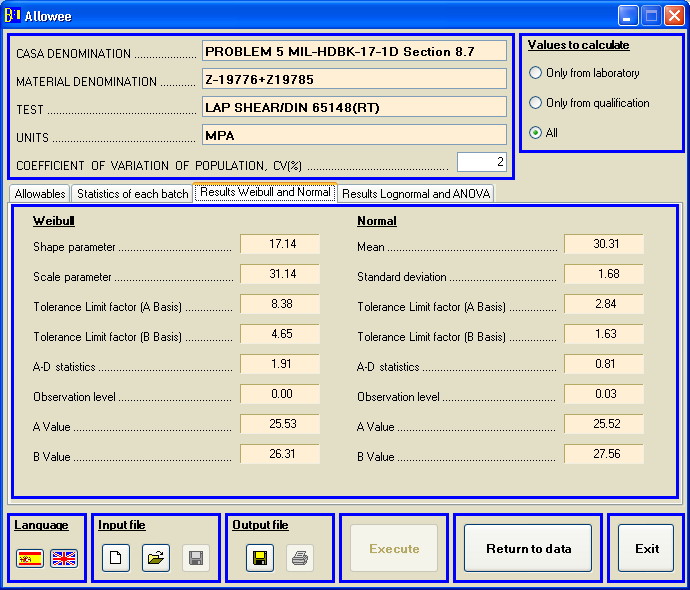 Allowee
CASA DENOMINATION PROBLEM 5 MIL-HDBK-17-1D Section 8.7
MATERIAL DENOMINATION Z-19776+Z19785
TEST LAP SHEAR/DIN 65148(RT)
UNITS MPA
COEFFICIENT OF VARIATION OF POPULATION, CV(%) 2
Values to calculate
Only from laboratory
Only from qualification
All
Allowables Statistics of each batch Results Weibull and Normal Results Lognormal and ANOVA
Weibull
Shape parameter 17.14
Scale parameter 31.14
Tolerance Limit factor (A Basis) 8.38
Tolerance Limit factor (B Basis) 4.65
A-D statistics 1.91
Observation level 0.00
A Value 25.53
B Value 26.31
Normal
Mean 30.31
Standard deviation 1.68
Tolerance Limit factor (A Basis) 2.84
Tolerance Limit factor (B Basis) 1.63
A-D statistics 0.81
Observation level 0.03
A Value 25.52
B Value 27.56
Language
Input file
Output file
Execute
Return to data
Exit